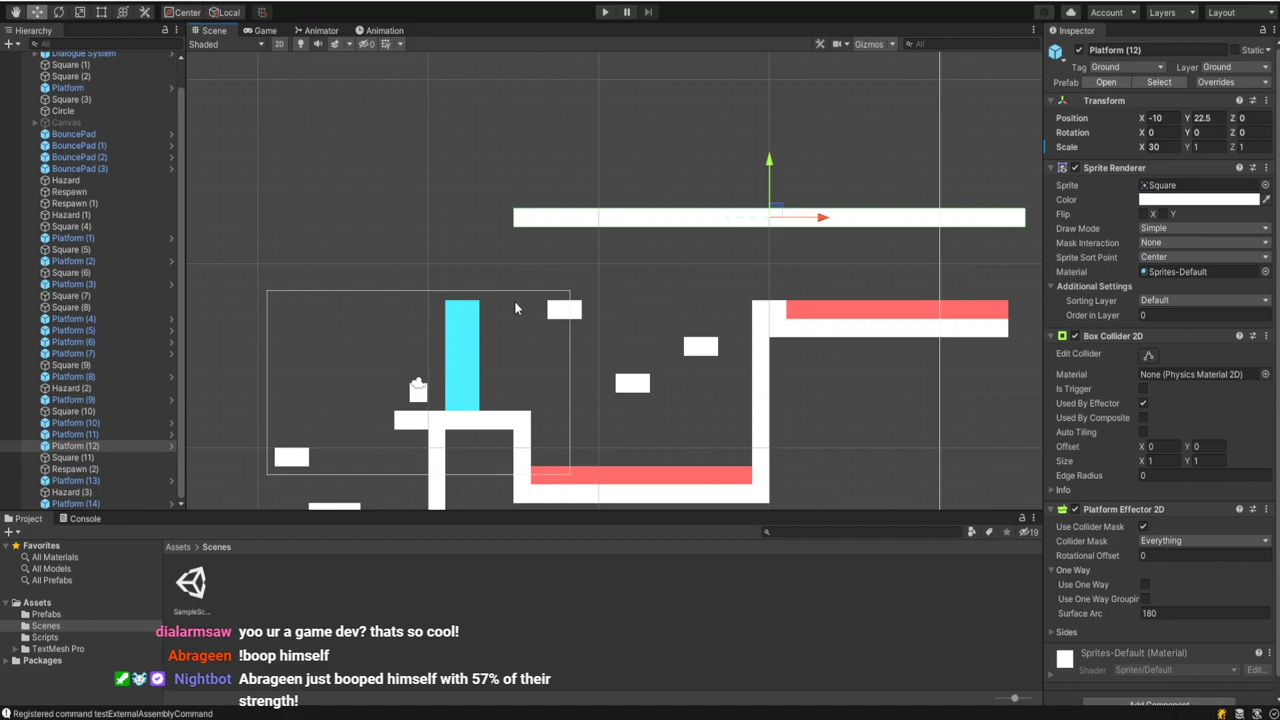 Center
Local
Account
Layers
Layout
Hierarchy
Scene
Game
Animator
Animation
Inspector
All
Shaded
2D
0
Gizmos
All
Dialogue System
Square (1)
Square (2)
Platform
Square (3)
Circle
Canvas
BouncePad
BouncePad (1)
BouncePad (2)
BouncePad (3)
Hazard
Respawn
Respawn (1)
Hazard (1)
Square (4)
Platform (1)
Square (5)
Platform (2)
Square (6)
Platform (3)
Square (7)
Square (8)
Platform (4)
Platform (5)
Platform (6)
Platform (7)
Square (9)
Platform (8)
Hazard (2)
Platform (9)
Square (10)
Platform (10)
Platform (11)
Platform (12)
Square (11)
Respawn (2)
Platform (13)
Hazard (3)
Platform (14)
Platform (12)
Static
Tag Ground Layer Ground
Prefab Open Select Overrides
Transform
Position X -10 Y 22.5 Z 0
Rotation X 0 Y 0 Z 0
Scale X 30 Y 1 Z 1
Sprite Renderer
Sprite Square
Color
Flip X Y
Draw Mode Simple
Mask Interaction None
Sprite Sort Point Center
Material Sprites-Default
Additional Settings
Sorting Layer Default
Order in Layer 0
Box Collider 2D
Edit Collider
Material None (Physics Material 2D)
Is Trigger
Used By Effector
Used By Composite
Auto Tiling
Offset X 0 Y 0
Size X 1 Y 1
Edge Radius 0
Info
Platform Effector 2D
Use Collider Mask
Collider Mask Everything
Rotational Offset 0
One Way
Use One Way
Use One Way Groupin
Surface Arc 180
Sides
Sprites-Default (Material)
Shader Sprites/Default Edit...
Add Component
Project
Console
19
Favorites
All Materials
All Models
All Prefabs
Assets
Prefabs
Scenes
Scripts
TextMesh Pro
Packages
Assets > Scenes
SampleSc...
dialarmsaw yoo ur a game dev? thats so cool!
Abrageen !boop himself
Nightbot Abrageen just booped himself with 57% of their
strength!
Registered command testExternalAssemblyCommand